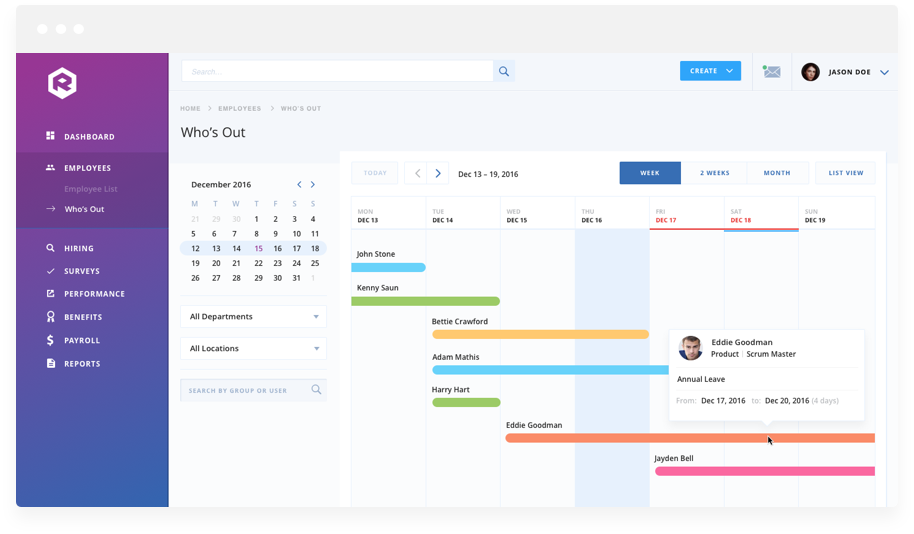 Search...
CREATE
JASON DOE
HOME > EMPLOYEES > WHO'S OUT
Who's Out
DASHBOARD
EMPLOYEES
Employee List
Who's Out
HIRING
SURVEYS
PERFORMANCE
BENEFITS
PAYROLL
REPORTS
December 2016
M T W T F S S
21 29 30 1 2 3 4
5 6 7 8 9 10 11
12 13 14 15 16 17 18
19 20 21 22 23 24 25
26 27 28 29 30 31 1
All Departments
All Locations
SEARCH BY GROUP OR USER
TODAY
Dec 13 – 19, 2016
WEEK
2 WEEKS
MONTH
LIST VIEW
MON TUE WED THU FRI SAT SUN
DEC 13 DEC 14 DEC 15 DEC 16 DEC 17 DEC 18 DEC 19
John Stone
Kenny Saun
Bettie Crawford
Adam Mathis
Harry Hart
Eddie Goodman
Jayden Bell
Eddie Goodman
Product | Scrum Master
Annual Leave
From: Dec 17, 2016 to: Dec 20, 2016 (4 days)